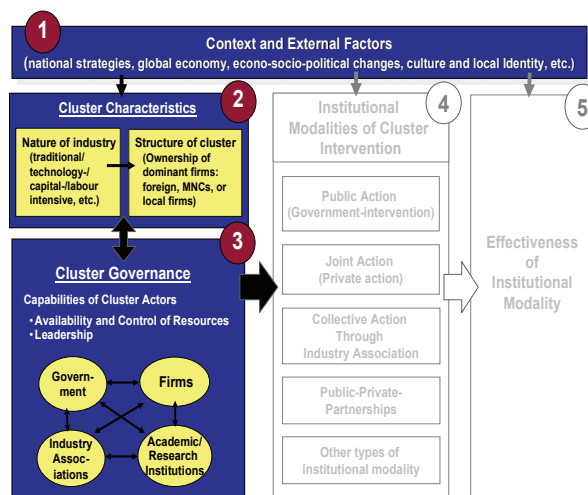 1
Context and External Factors
(national strategies, global economy, econo-socio-political changes, culture and local Identity, etc.)
Cluster Characteristics
2
Nature of industry
(traditional/
technology-/
capital-/labour
intensive, etc.)
Structure of cluster
(Ownership of
dominant firms:
foreign, MNCs, or
local firms)
3
Cluster Governance
Capabilities of Cluster Actors
•Availability and Control of Resources
•Leadership
Govern-
ment
Firms
Industry
Assoc-
iations
Academic/
Research
Institutions
Institutional
Modalities of Cluster
Intervention
4
Public Action
(Government-intervention)
Joint Action
(Private action)
Collective Action
Through
Industry Association
Public-Private-
Partnerships
Other types of
institutional modality
5
Effectiveness
of
Institutional
Modality